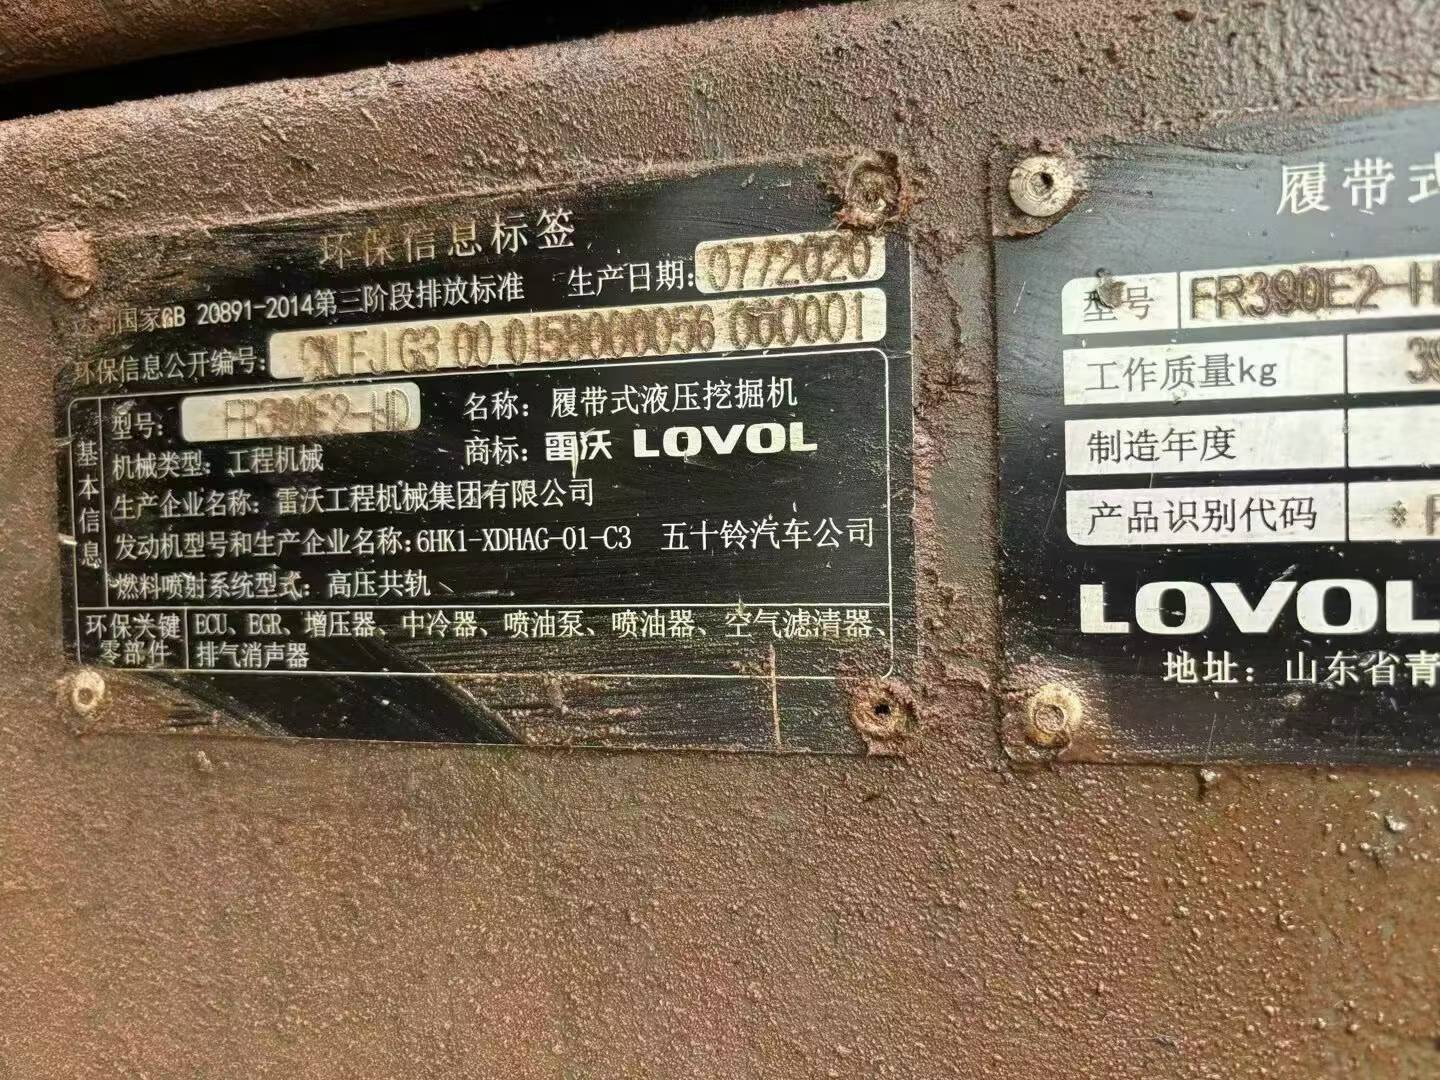 环保信息标签
国家GB 20891-2014第三阶段排放标准 生产日期: 07/2020
环保信息公开编号: CN FJ G3 00 0158000056 000001
基本信息
型号: FR390E2-HD 名称: 履带式液压挖掘机
机械类型: 工程机械 商标: 雷沃 LOVOL
生产企业名称: 雷沃工程机械集团有限公司
发动机型号和生产企业名称: 6HK1-XDHAG-01-C3 五十铃汽车公司
燃料喷射系统型式: 高压共轨
环保关键零部件 ECU、EGR、增压器、中冷器、喷油泵、喷油器、空气滤清器、
排气消声器
履带式
型号 FR390E2-H
工作质量kg 39
制造年度
产品识别代码
LOVOL
地址: 山东省青